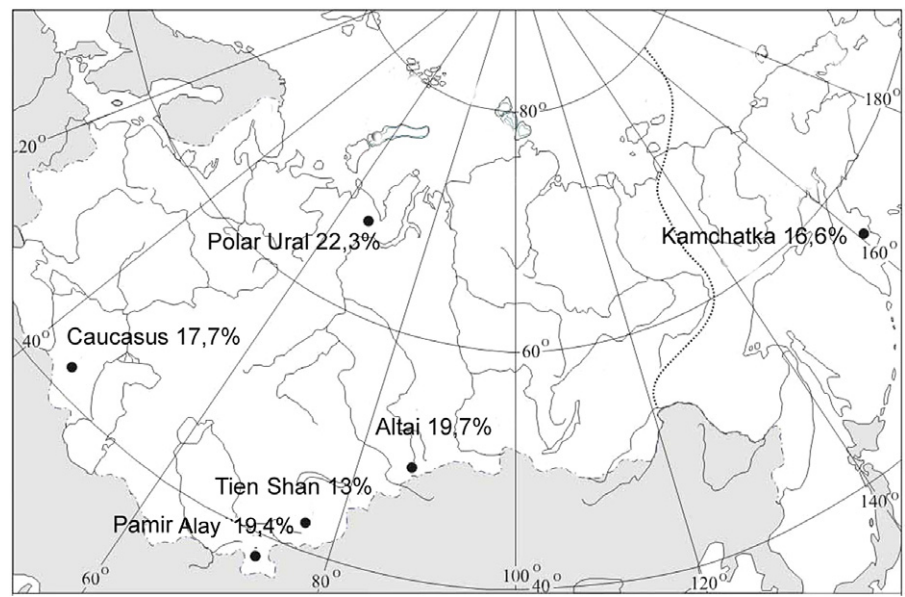 80°
180°
20°
Polar Ural 22,3%
Kamchatka 16,6%
160°
Caucasus 17,7%
40°
60°
Altai 19,7%
Tien Shan 13%
140°
Pamir Alay 19,4%
60°
80°
100°
40°
120°